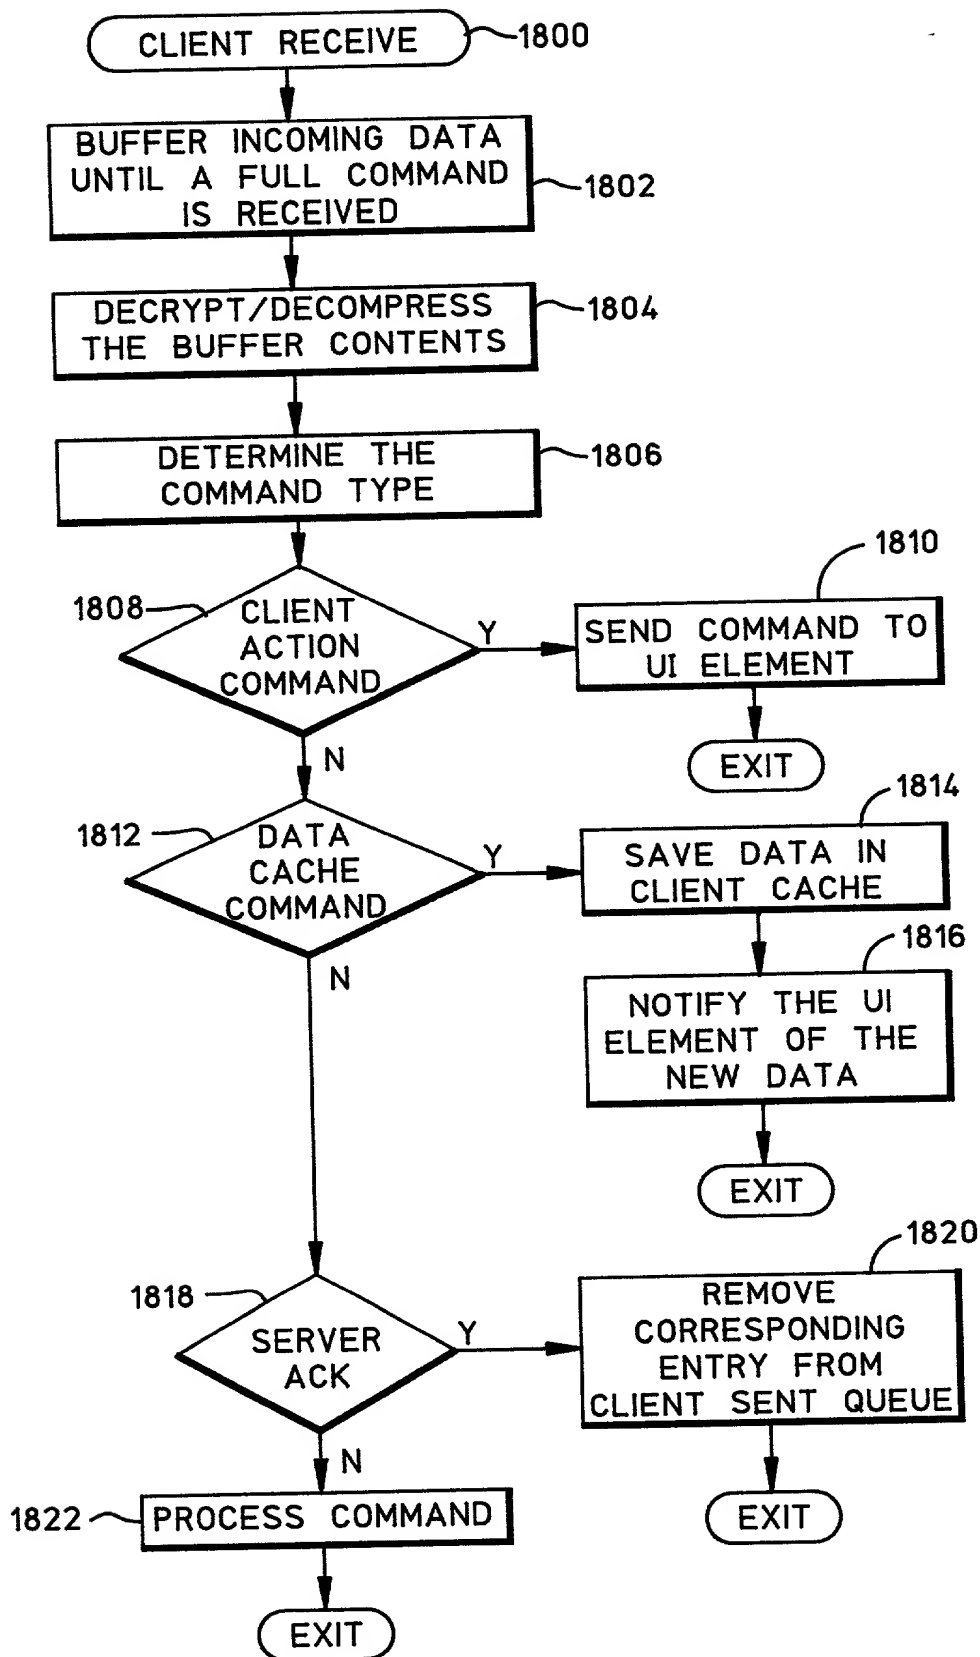 CLIENT RECEIVE
1800
BUFFER INCOMING DATA
UNTIL A FULL COMMAND
IS RECEIVED
1802
DECRYPT/DECOMPRESS
THE BUFFER CONTENTS
1804
DETERMINE THE
COMMAND TYPE
1806
1808
CLIENT
ACTION
COMMAND
Y
N
1810
SEND COMMAND TO
UI ELEMENT
EXIT
1812
DATA
CACHE
COMMAND
Y
N
1814
SAVE DATA IN
CLIENT CACHE
1816
NOTIFY THE UI
ELEMENT OF THE
NEW DATA
EXIT
1818
SERVER
ACK
Y
N
1820
REMOVE
CORRESPONDING
ENTRY FROM
CLIENT SENT QUEUE
EXIT
1822
PROCESS COMMAND
EXIT